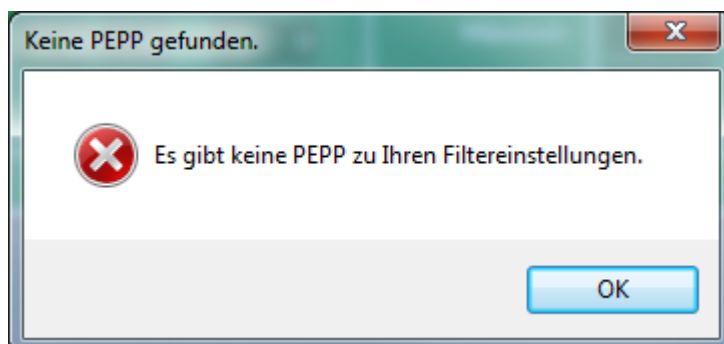 Keine PEPP gefunden.
Es gibt keine PEPP zu Ihren Filtereinstellungen.
OK